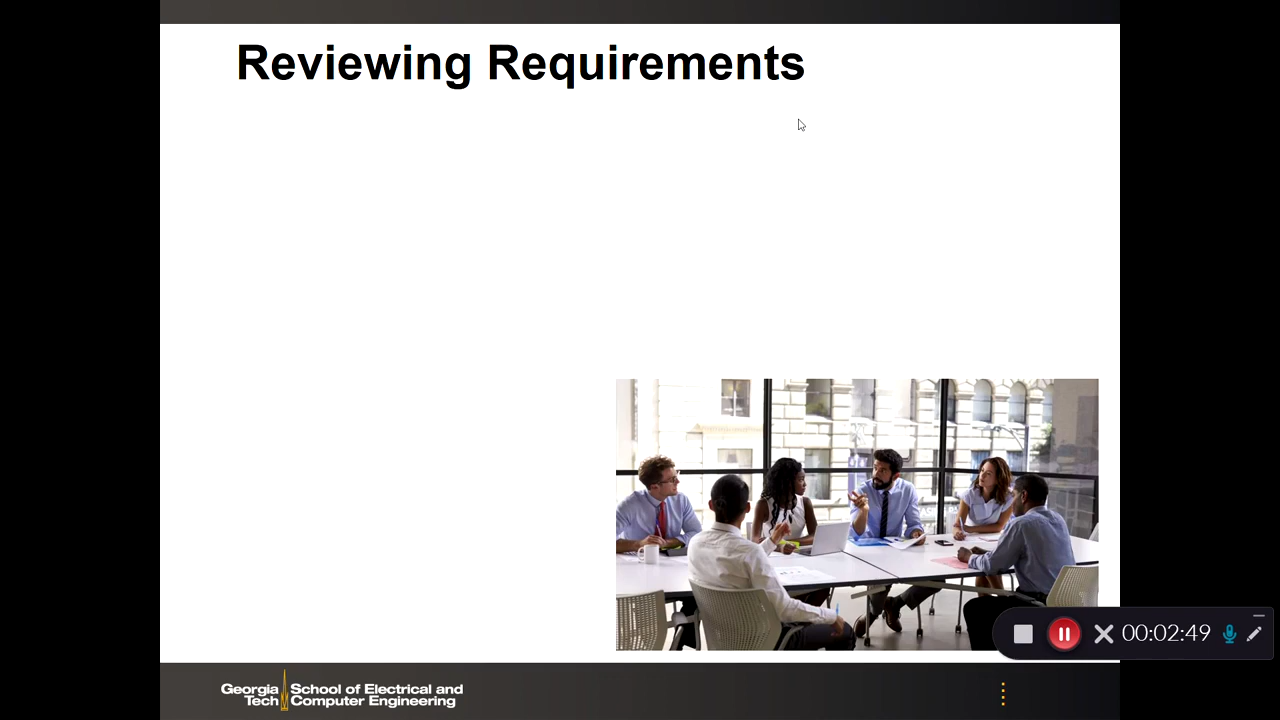 Reviewing Requirements
00:02:49
Georgia Tech
School of Electrical and
Computer Engineering